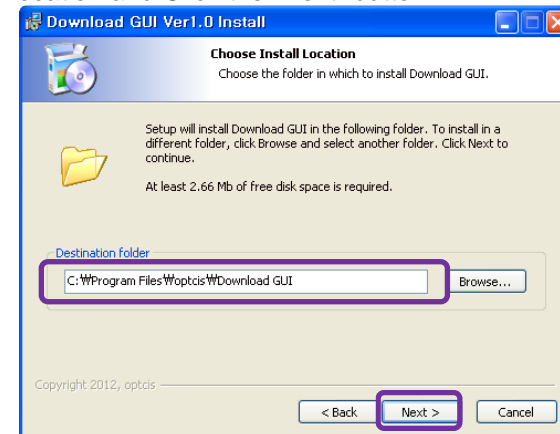 Download GUI Ver1.0 Install
Choose Install Location
Choose the folder in which to install Download GUI.
Setup will install Download GUI in the following folder. To install in a
different folder, click Browse and select another folder. Click Next to
continue.
At least 2.66 Mb of free disk space is required.
Destination folder
C:₩Program Files₩optcis₩Download GUI
Browse...
Copyright 2012, optcis
< Back
Next >
Cancel